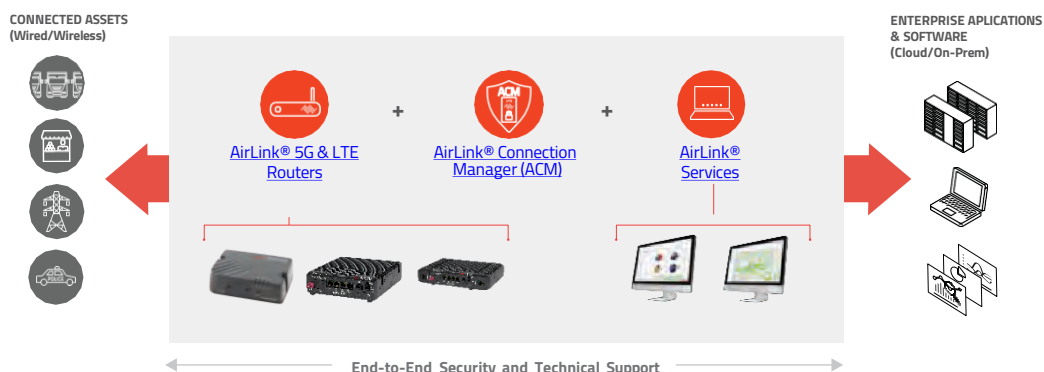 CONNECTED ASSETS
(Wired/Wireless)
ENTERPRISE APLICATIONS
& SOFTWARE
(Cloud/On-Prem)
ACM
+
+
AirLink® 5G & LTE
Routers
AirLink® Connection
Manager (ACM)
AirLink®
Services
POLICE
End-to-End Security and Technical Support